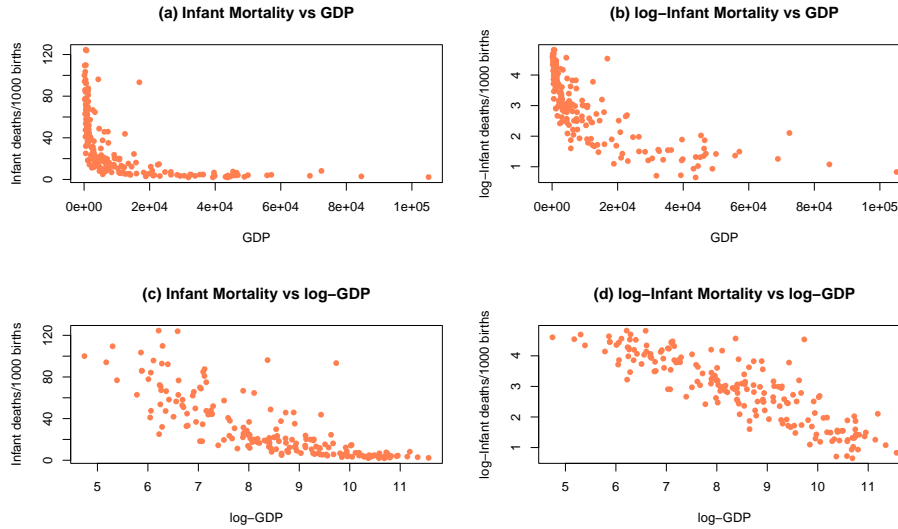 (a) Infant Mortality vs GDP
Infant deaths/1000 births
0 40 80 120
0e+00 2e+04 4e+04 6e+04 8e+04 1e+05
GDP
(b) log−Infant Mortality vs GDP
log−Infant deaths/1000 births
1 2 3 4
0e+00 2e+04 4e+04 6e+04 8e+04 1e+05
GDP
(c) Infant Mortality vs log−GDP
Infant deaths/1000 births
0 40 80 120
5 6 7 8 9 10 11
log−GDP
(d) log−Infant Mortality vs log−GDP
log−Infant deaths/1000 births
1 2 3 4
5 6 7 8 9 10 11
log−GDP